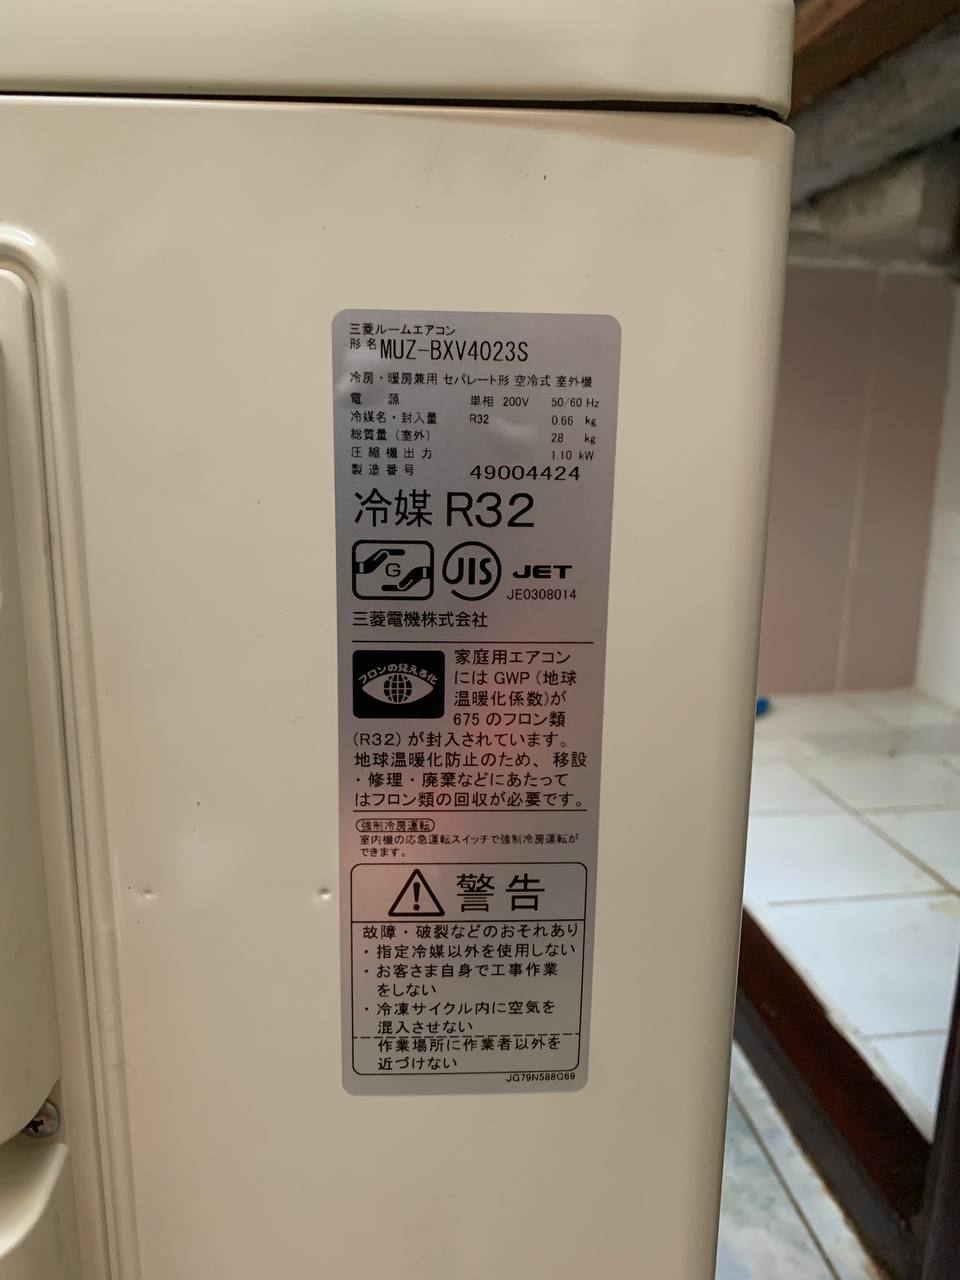 三菱ルームエアコン
形名 MUZ-BXV4023S
冷房・暖房兼用 セパレート形 空冷式 室外機
電源 単相 200V 50/60 Hz
冷媒名・封入量 R32 0.66 kg
総質量（室外） 28 kg
圧縮機出力 1.10 kW
製造番号 49004424
冷媒 R32
G JIS JET
JE0308014
三菱電機株式会社
フロンの見える化
家庭用エアコン
には GWP（地球
温暖化係数)が
675 のフロン類
(R32) が封入されています。
地球温暖化防止のため、移設
・修理・廃棄などにあたって
はフロン類の回収が必要です。
強制冷房運転
室内機の応急運転スイッチで強制冷房運転が
できます。
警告
故障・破裂などのおそれあり
・指定冷媒以外を使用しない
・お客さま自身で工事作業
をしない
・冷凍サイクル内に空気を
混入させない
作業場所に作業者以外を
近づけない
JG79N588G69